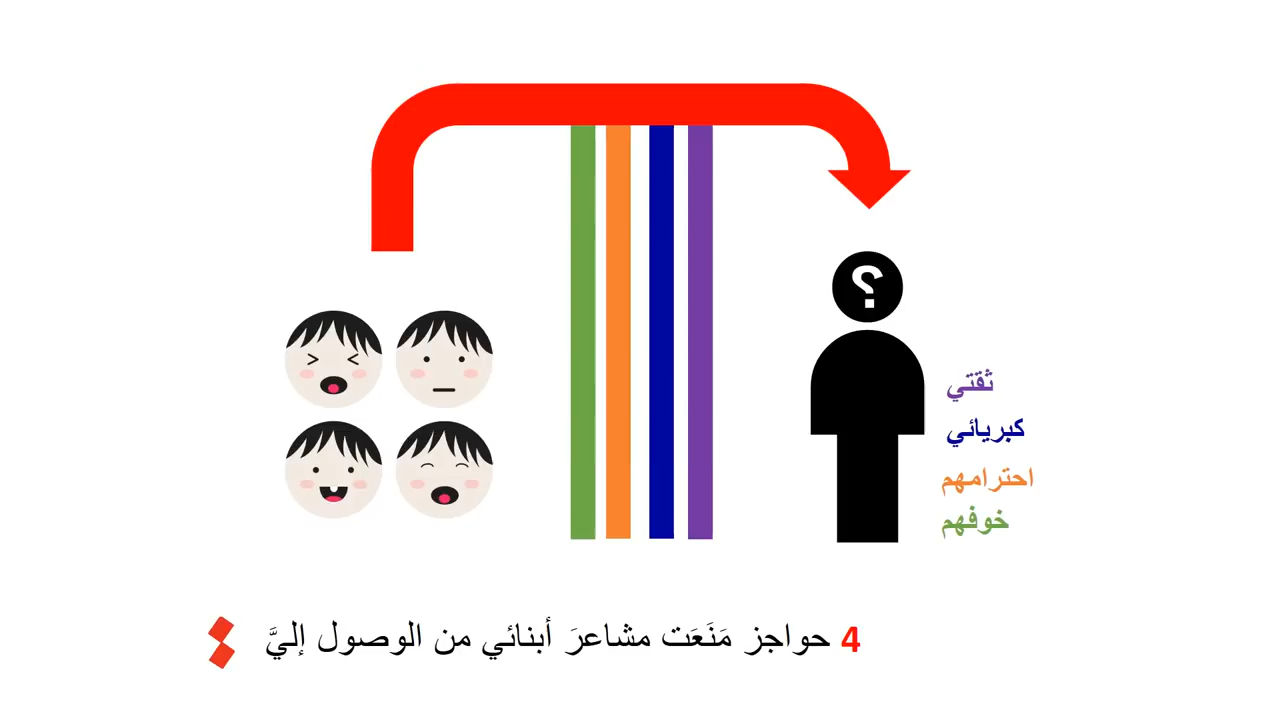 ؟
ثقتي
كبريائي
احترامهم
خوفهم
4 حواجز مَنَعَت مشاعرَ أبنائي من الوصول إليَّ